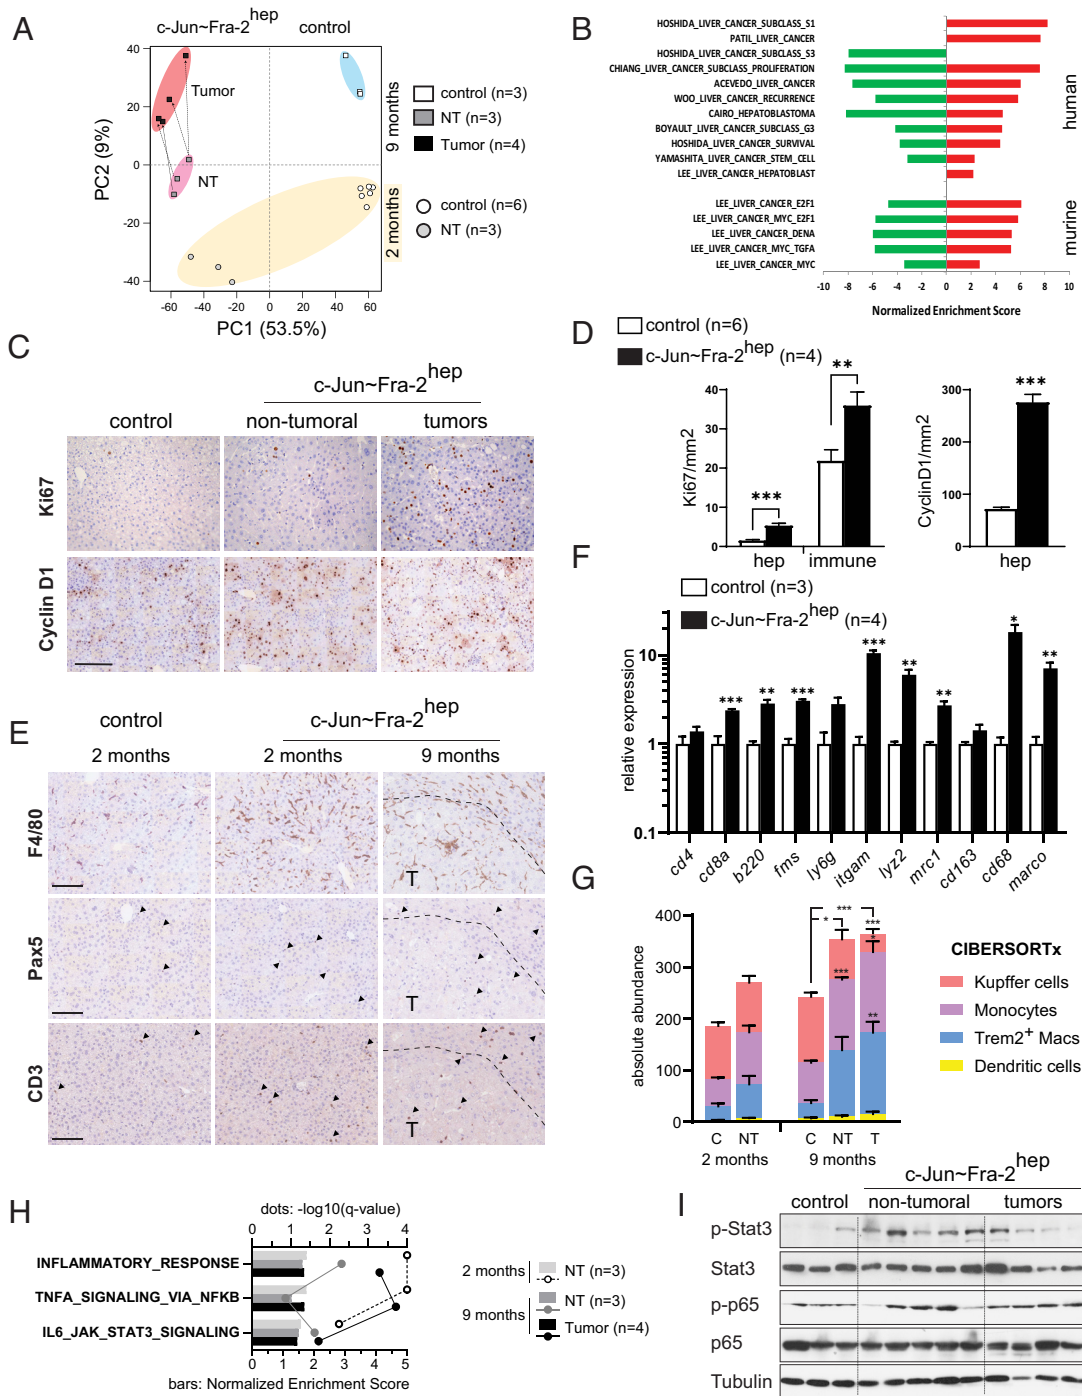 A
c-Jun~Fra-2hep control
40
20
0
-20
-40
PC2 (9%)
Tumor
NT
-60 -40 -20 0 20 40 60
PC1 (53.5%)
9 months
control (n=3)
NT (n=3)
Tumor (n=4)
2 months
control (n=6)
NT (n=3)
B
HOSHIDA_LIVER_CANCER_SUBCLASS_S1
PATIL_LIVER_CANCER
HOSHIDA_LIVER_CANCER_SUBCLASS_S3
CHIANG_LIVER_CANCER_SUBCLASS_PROLIFERATION
ACEVEDO_LIVER_CANCER
WOO_LIVER_CANCER_RECURRENCE
CAIRO_HEPATOBLASTOMA
BOYAULT_LIVER_CANCER_SUBCLASS_G3
HOSHIDA_LIVER_CANCER_SURVIVAL
YAMASHITA_LIVER_CANCER_STEM_CELL
LEE_LIVER_CANCER_HEPATOBLAST
human
LEE_LIVER_CANCER_E2F1
LEE_LIVER_CANCER_MYC_E2F1
LEE_LIVER_CANCER_DENA
LEE_LIVER_CANCER_MYC_TGFA
LEE_LIVER_CANCER_MYC
murine
-10 -8 -6 -4 -2 0 2 4 6 8 10
Normalized Enrichment Score
C
c-Jun~Fra-2hep
control non-tumoral tumors
Ki67
Cyclin D1
D
control (n=6)
c-Jun~Fra-2hep (n=4)
40
30
20
10
0
Ki67/mm2
***
**
hep immune
300
200
100
0
CyclinD1/mm2
***
hep
E
control c-Jun~Fra-2hep
2 months 2 months 9 months
F4/80
T
Pax5
T
CD3
T
F
control (n=3)
c-Jun~Fra-2hep (n=4)
10
1
0.1
relative expression
*** ** *** *** ** ** * **
cd4 cd8a b220 fms ly6g itgam lyz2 mrc1 cd163 cd68 marco
G
400
300
200
100
0
absolute abundance
***
*
***
***
*
**
C NT C NT T
2 months 9 months
CIBERSORTx
Kupffer cells
Monocytes
Trem2+ Macs
Dendritic cells
H
dots: -log10(q-value)
0 1 2 3 4
INFLAMMATORY_RESPONSE
TNFA_SIGNALING_VIA_NFKB
IL6_JAK_STAT3_SIGNALING
0 1 2 3 4 5
bars: Normalized Enrichment Score
2 months NT (n=3)
9 months NT (n=3)
Tumor (n=4)
I
c-Jun~Fra-2hep
control non-tumoral tumors
p-Stat3
Stat3
p-p65
p65
Tubulin